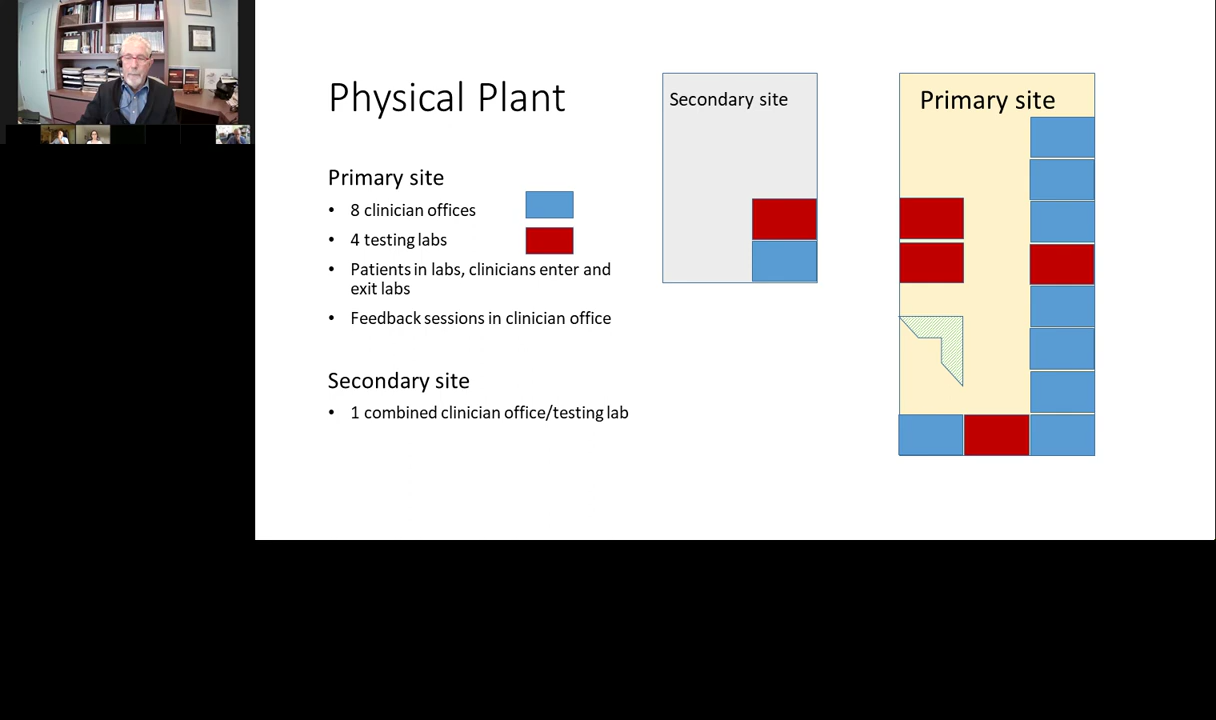 Physical Plant
Primary site
• 8 clinician offices
• 4 testing labs
• Patients in labs, clinicians enter and
exit labs
• Feedback sessions in clinician office
Secondary site
• 1 combined clinician office/testing lab
Secondary site
Primary site